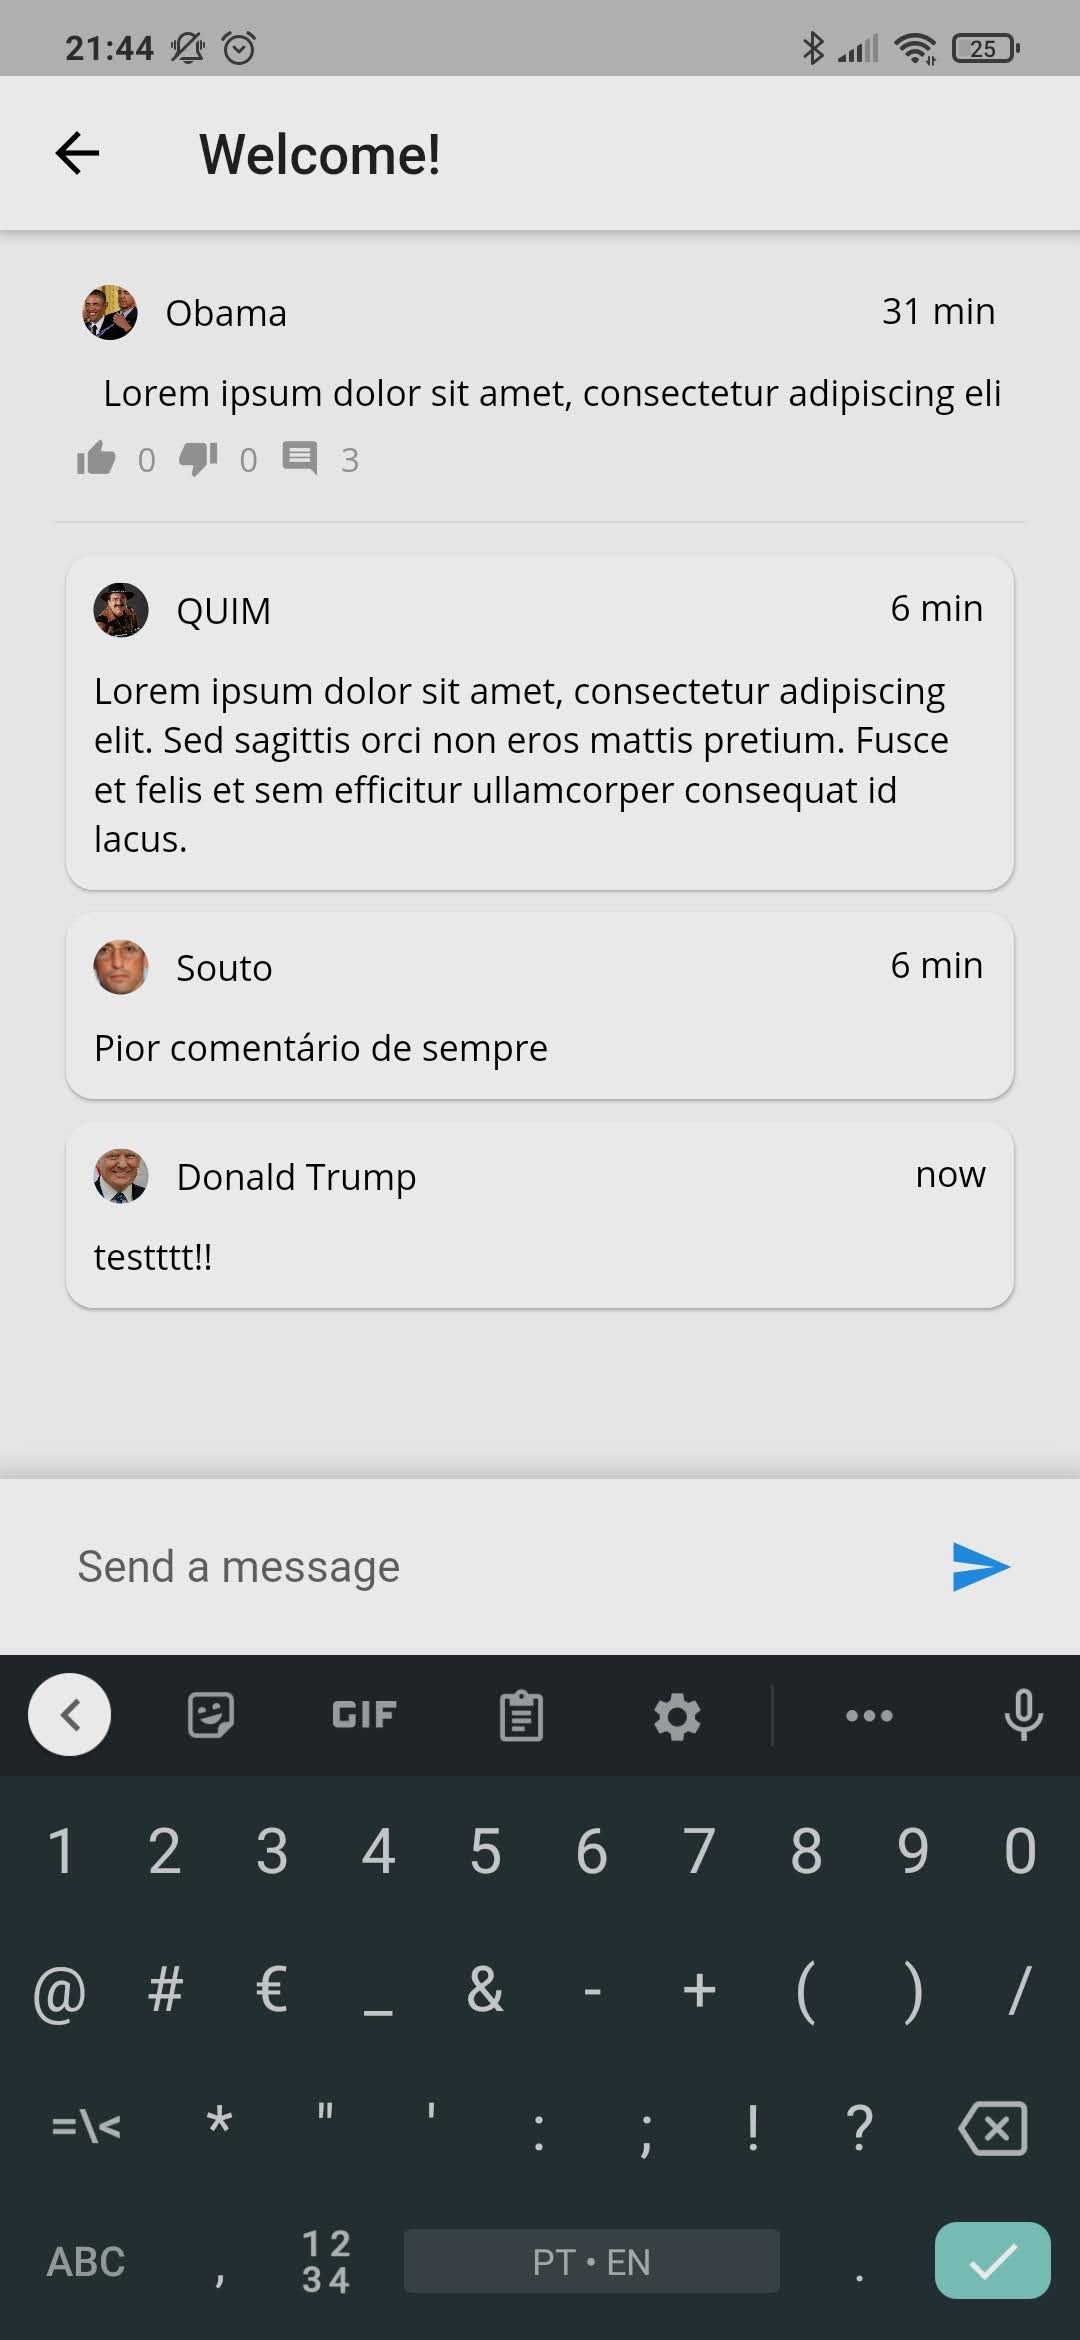 21:44
25
Welcome!
Obama
31 min
Lorem ipsum dolor sit amet, consectetur adipiscing eli
0 0 3
QUIM
6 min
Lorem ipsum dolor sit amet, consectetur adipiscing
elit. Sed sagittis orci non eros mattis pretium. Fusce
et felis et sem efficitur ullamcorper consequat id
lacus.
Souto
6 min
Pior comentário de sempre
Donald Trump
now
testttt!!
Send a message
GIF
1 2 3 4 5 6 7 8 9 0
@ # € _ & - + ( ) /
=\< * " ' : ; ! ?
ABC , 12 34 PT • EN .